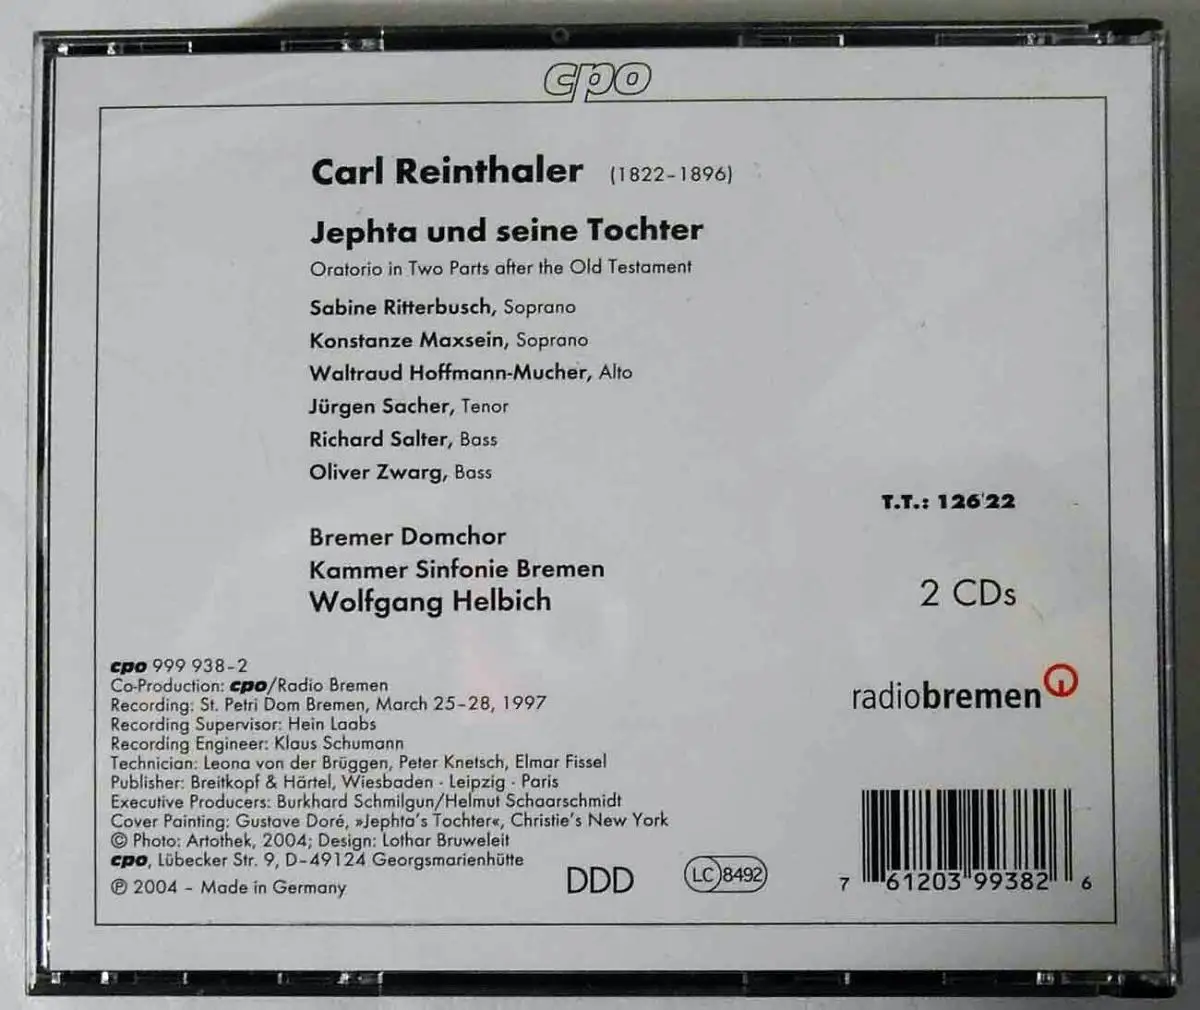 cpo
Carl Reinthaler (1822-1896)
Jephta und seine Tochter
Oratorio in Two Parts after the Old Testament
Sabine Ritterbusch, Soprano
Konstanze Maxsein, Soprano
Waltraud Hoffmann-Mucher, Alto
Jürgen Sacher, Tenor
Richard Salter, Bass
Oliver Zwarg, Bass
T.T.: 126'22
Bremer Domchor
Kammer Sinfonie Bremen
Wolfgang Helbich
2 CDs
cpo 999 938-2
Co-Production: cpo/Radio Bremen
Recording: St. Petri Dom Bremen, March 25-28, 1997
Recording Supervisor: Hein Laabs
Recording Engineer: Klaus Schumann
Technician: Leona von der Brüggen, Peter Knetsch, Elmar Fissel
Publisher: Breitkopf & Härtel, Wiesbaden · Leipzig · Paris
Executive Producers: Burkhard Schmilgun/Helmut Schaarschmidt
Cover Painting: Gustave Doré, »Jephta's Tochter«, Christie's New York
© Photo: Artothek, 2004; Design: Lothar Bruweleit
cpo, Lübecker Str. 9, D-49124 Georgsmarienhütte
℗ 2004 - Made in Germany
DDD
LC 8492
radiobremen
7 61203 99382 6